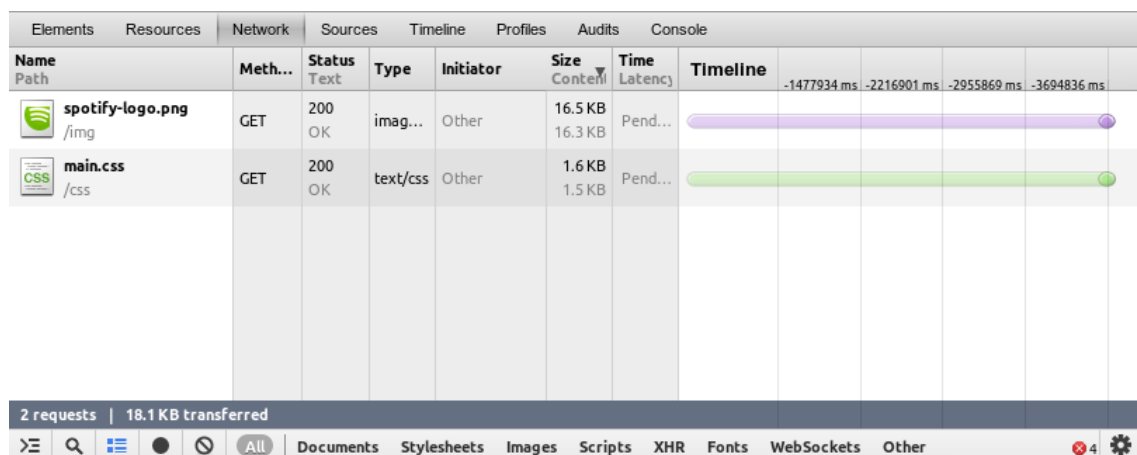 Elements Resources Network Sources Timeline Profiles Audits Console
Name Meth... Status Type Initiator Size Time Timeline
Path Text Content Latency -1477934 ms -2216901 ms -2955869 ms -3694836 ms
spotify-logo.png GET 200 imag... Other 16.5 KB Pend...
/img OK 16.3 KB
CSS main.css GET 200 text/css Other 1.6 KB Pend...
/css OK 1.5 KB
2 requests | 18.1 KB transferred
All Documents Stylesheets Images Scripts XHR Fonts WebSockets Other 4